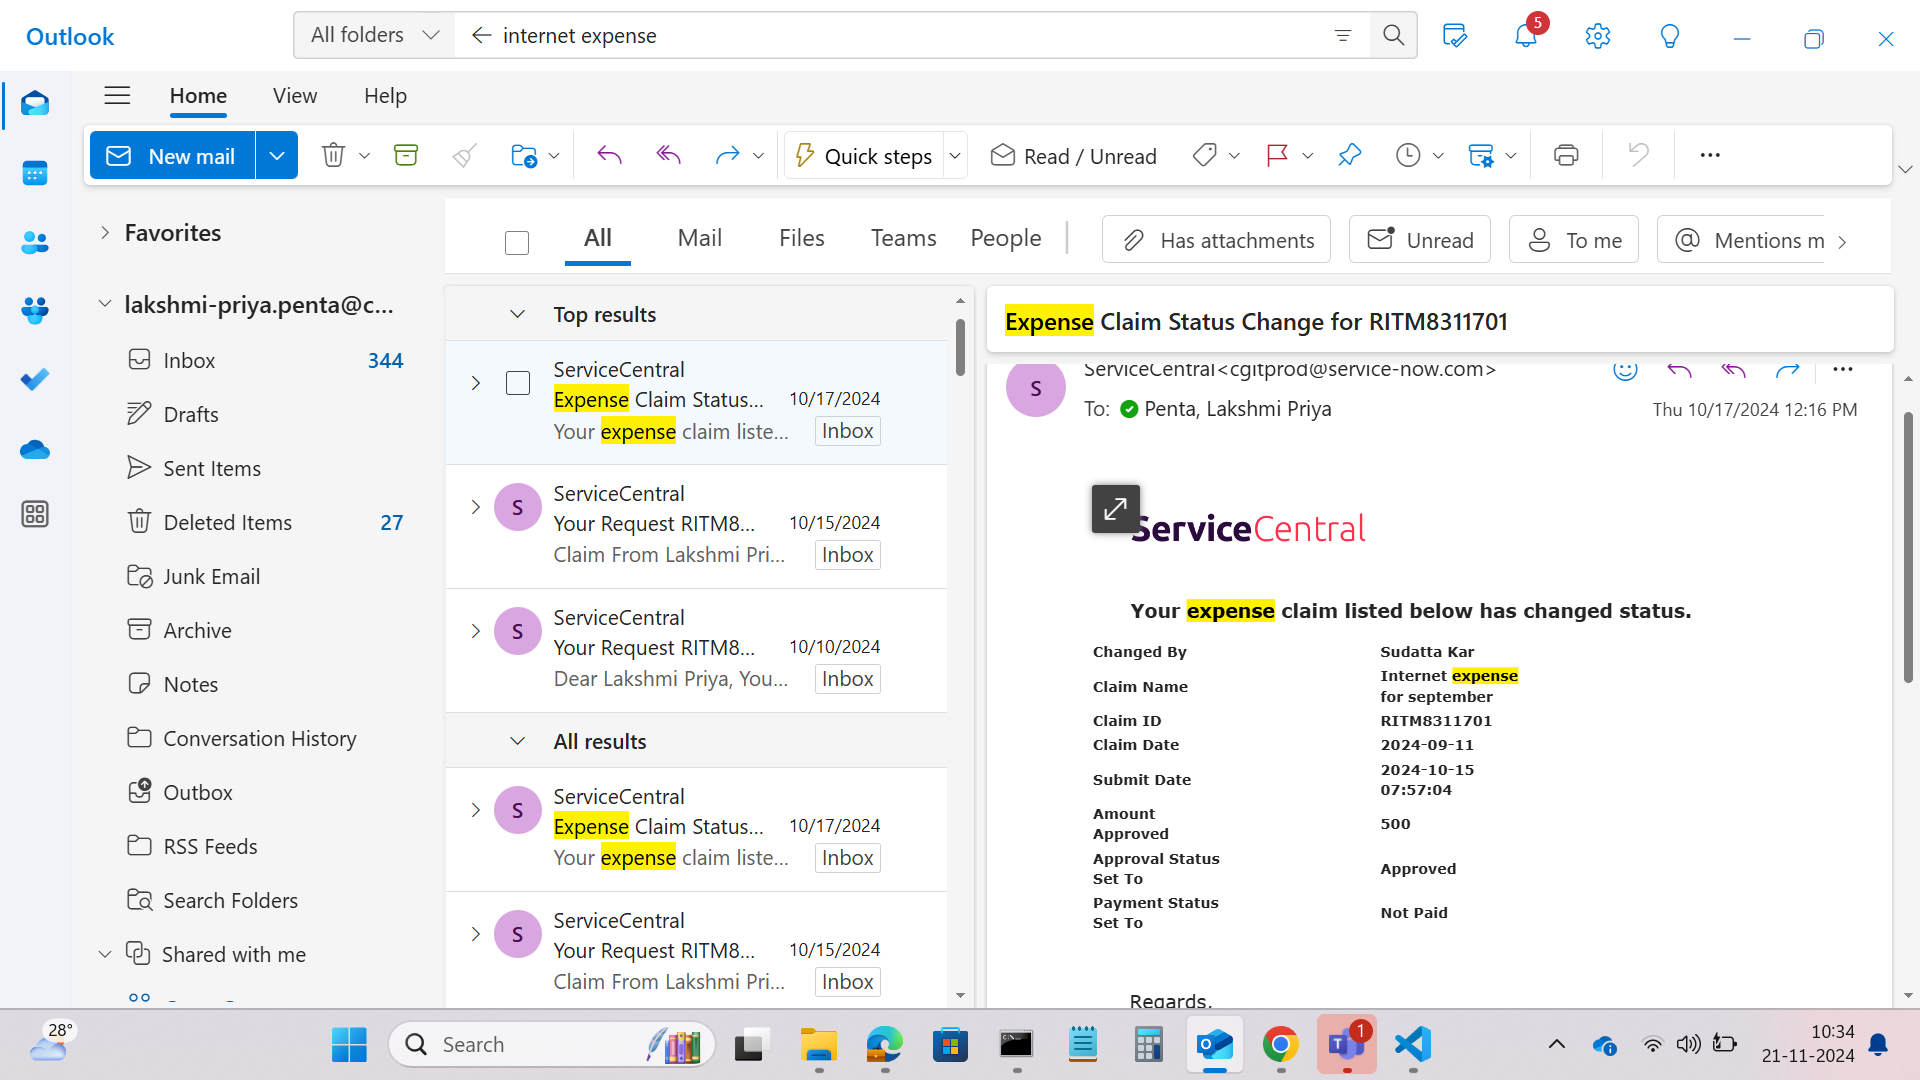 Outlook
All folders
internet expense
5
Home
View
Help
New mail
Quick steps
Read / Unread
Favorites
lakshmi-priya.penta@c...
Inbox 344
Drafts
Sent Items
Deleted Items 27
Junk Email
Archive
Notes
Conversation History
Outbox
RSS Feeds
Search Folders
Shared with me
All
Mail
Files
Teams
People
Has attachments
Unread
To me
Mentions m
Top results
ServiceCentral
Expense Claim Status... 10/17/2024
Your expense claim liste... Inbox
S
ServiceCentral
Your Request RITM8... 10/15/2024
Claim From Lakshmi Pri... Inbox
S
ServiceCentral
Your Request RITM8... 10/10/2024
Dear Lakshmi Priya, You... Inbox
All results
S
ServiceCentral
Expense Claim Status... 10/17/2024
Your expense claim liste... Inbox
S
ServiceCentral
Your Request RITM8... 10/15/2024
Claim From Lakshmi Pri... Inbox
Expense Claim Status Change for RITM8311701
S
ServiceCentral<cgitprod@service-now.com>
To: Penta, Lakshmi Priya
Thu 10/17/2024 12:16 PM
ServiceCentral
Your expense claim listed below has changed status.
Changed By Sudatta Kar
Claim Name Internet expense
for september
Claim ID RITM8311701
Claim Date 2024-09-11
Submit Date 2024-10-15
07:57:04
Amount
Approved 500
Approval Status
Set To Approved
Payment Status
Set To Not Paid
Regards,
28°
Search
1
10:34
21-11-2024